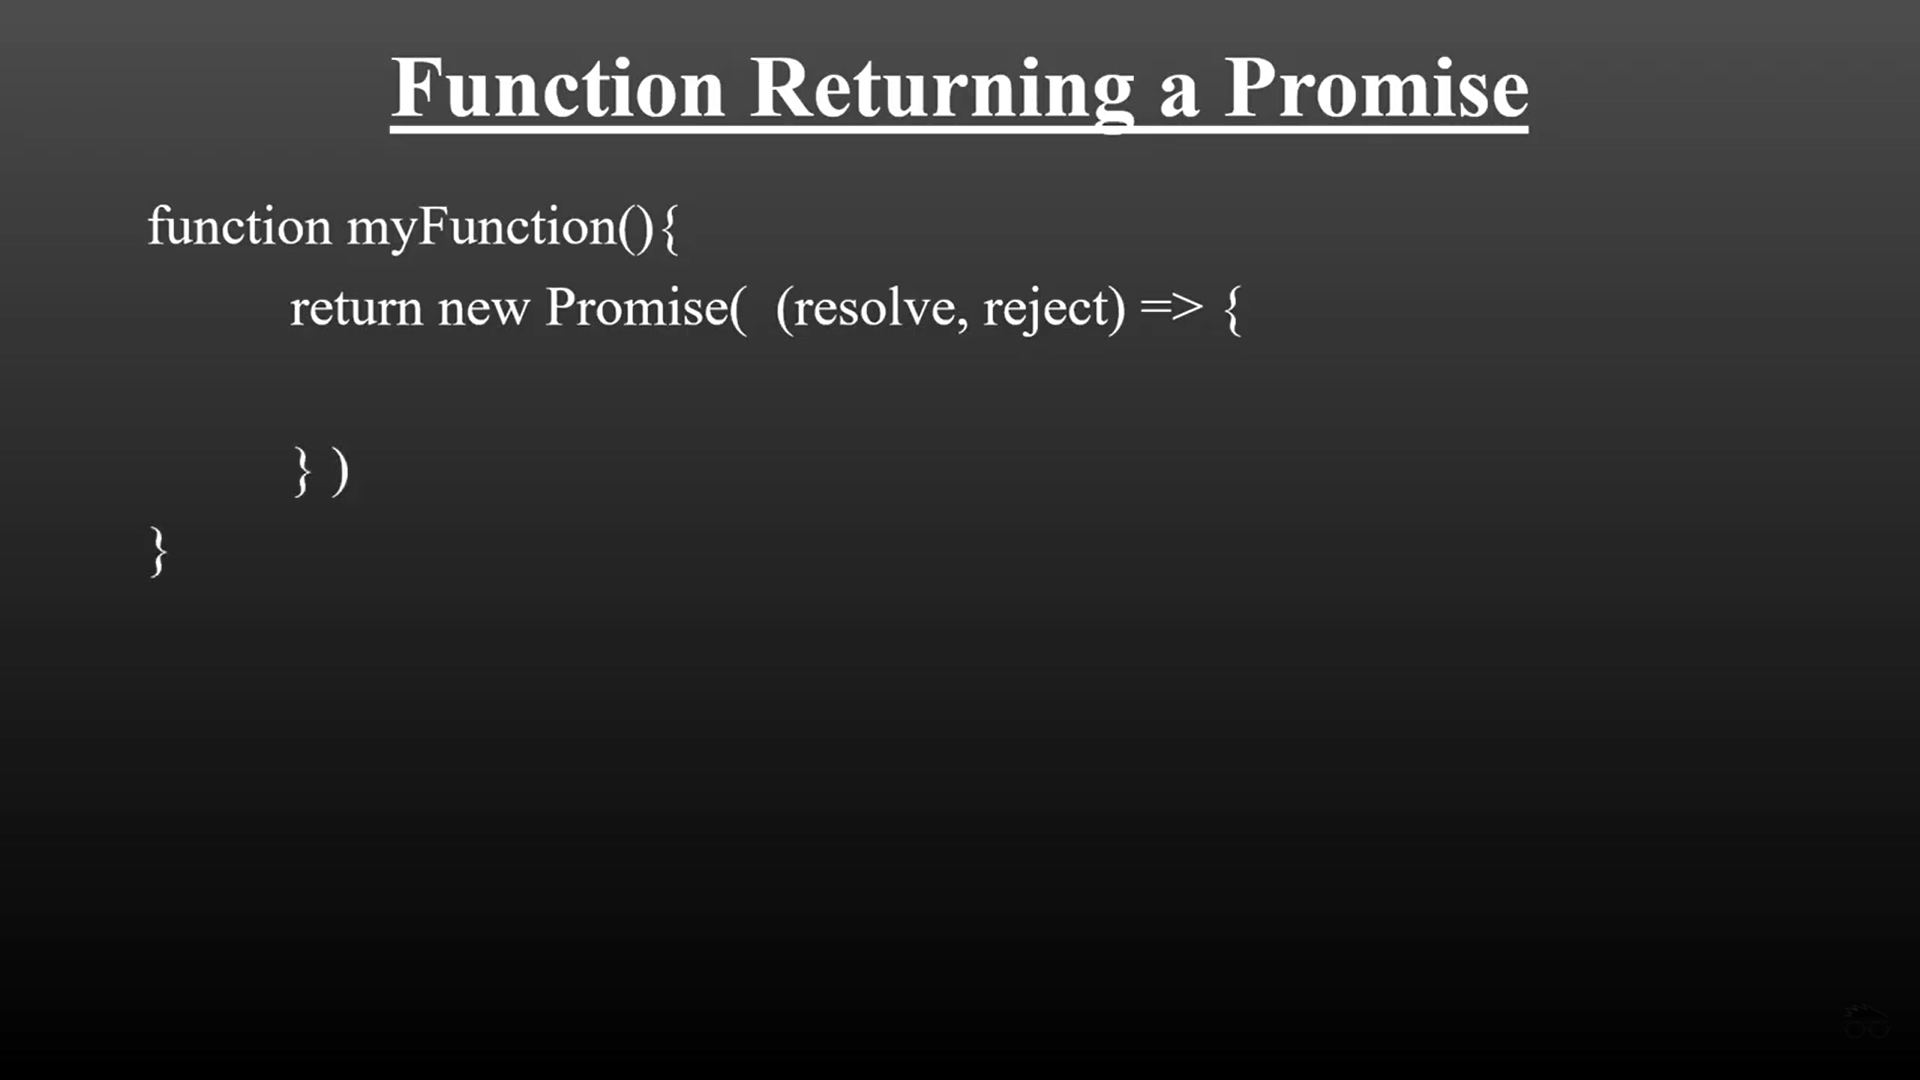 Function Returning a Promise
function myFunction(){
return new Promise( (resolve, reject) => {
} )
}